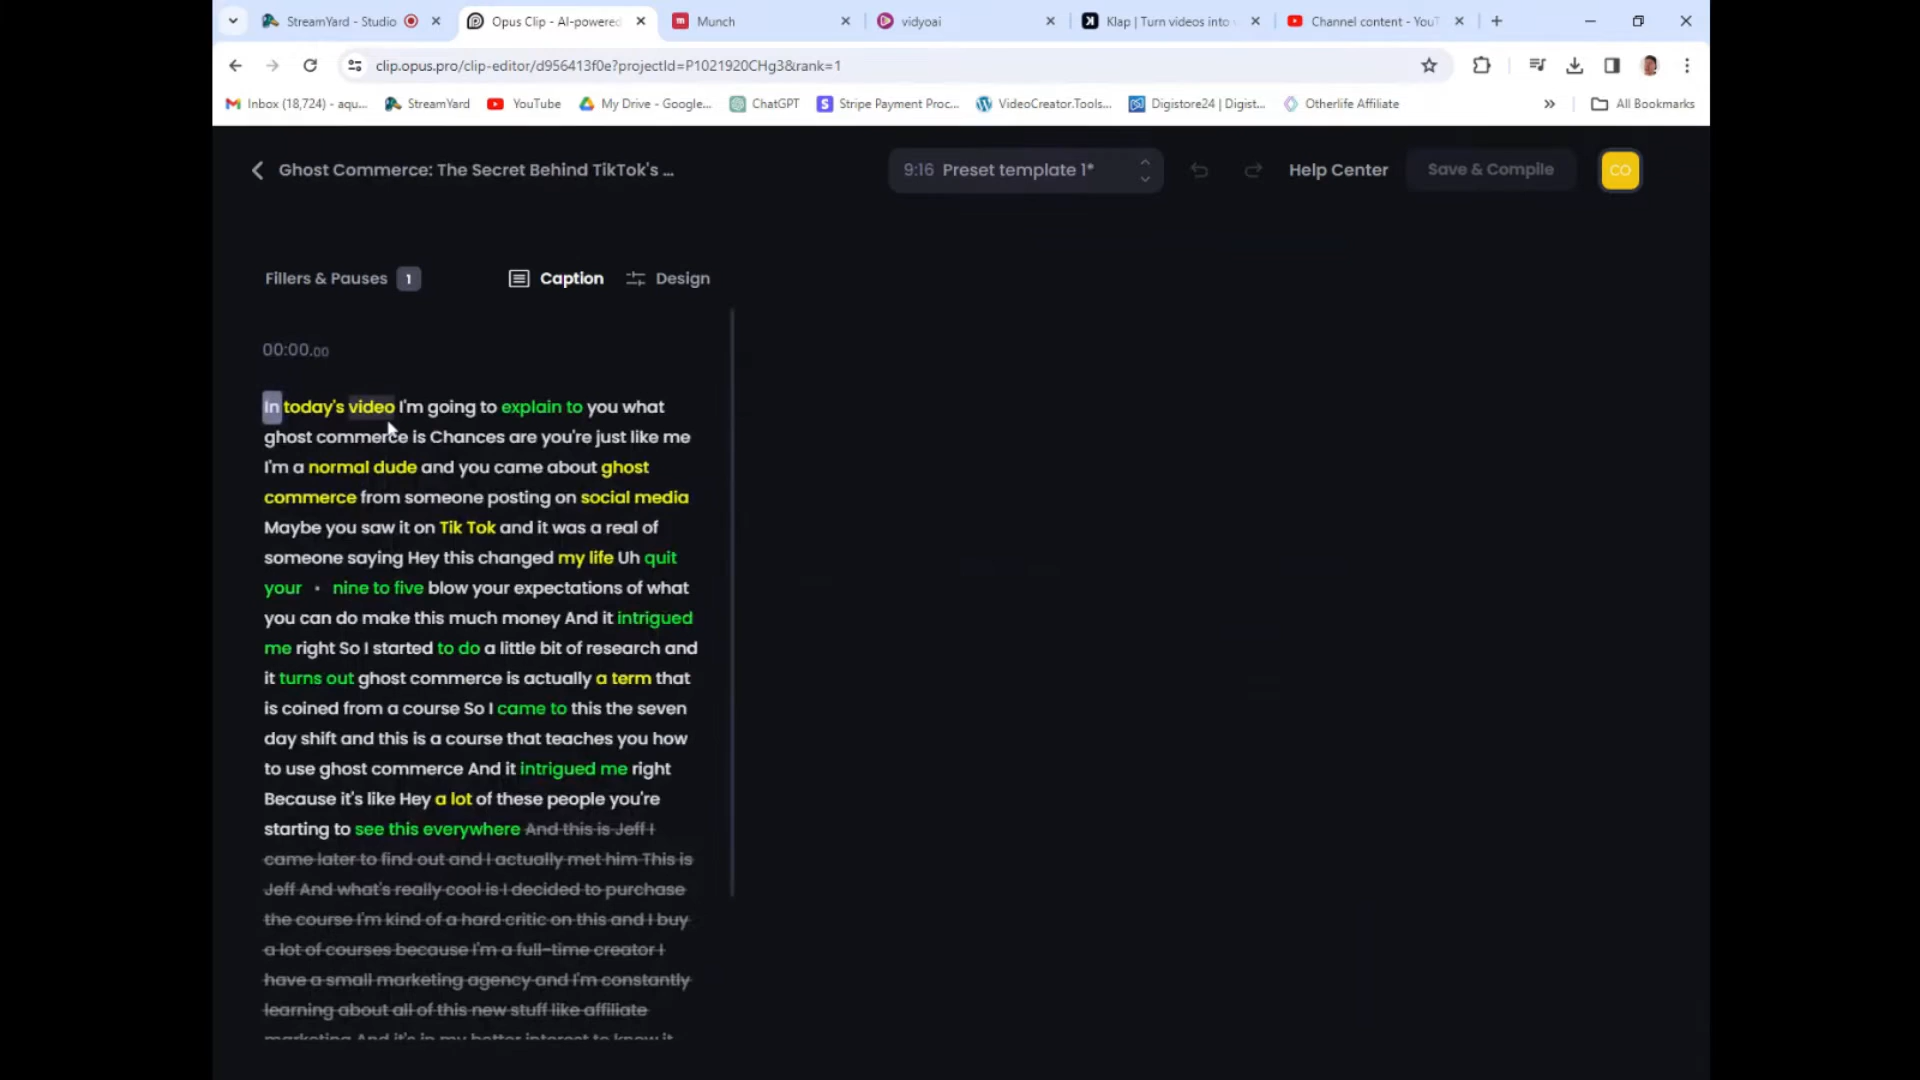 StreamYard - Studio
Opus Clip - AI-powered
Munch
vidyoai
Klap | Turn videos into
Channel content - YouT
clip.opus.pro/clip-editor/d956413f0e?projectId=P1021920CHg3&rank=1
Inbox (18,724) - aqu...
StreamYard
YouTube
My Drive - Google...
ChatGPT
Stripe Payment Proc...
VideoCreator.Tools...
Digistore24 | Digist...
Otherlife Affiliate
All Bookmarks
Ghost Commerce: The Secret Behind TikTok's ...
9:16 Preset template 1*
Help Center
Save & Compile
CO
Fillers & Pauses 1
Caption
Design
00:00.00
In today's video I'm going to explain to you what
ghost commerce is Chances are you're just like me
I'm a normal dude and you came about ghost
commerce from someone posting on social media
Maybe you saw it on Tik Tok and it was a real of
someone saying Hey this changed my life Uh quit
your • nine to five blow your expectations of what
you can do make this much money And it intrigued
me right So I started to do a little bit of research and
it turns out ghost commerce is actually a term that
is coined from a course So I came to this the seven
day shift and this is a course that teaches you how
to use ghost commerce And it intrigued me right
Because it's like Hey a lot of these people you're
starting to see this everywhere And this is Jeff I
came later to find out and I actually met him This is
Jeff And what's really cool is I decided to purchase
the course I'm kind of a hard critic on this and I buy
a lot of courses because I'm a full-time creator I
have a small marketing agency and I'm constantly
learning about all of this new stuff like affiliate
marketing And it's in my better interest to know it